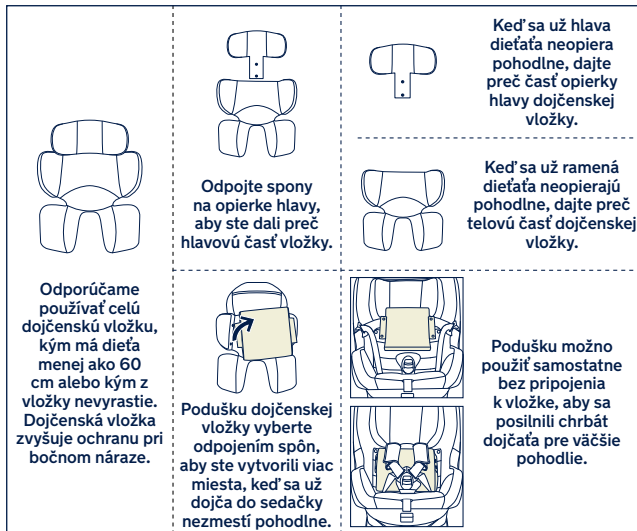 Odporúčame
používať celú
dojčenskú vložku,
kým má dieťa
menej ako 60
cm alebo kým z
vložky nevyrastie.
Dojčenská vložka
zvyšuje ochranu pri
bočnom náraze.
Odpojte spony
na opierke hlavy,
aby ste dali preč
hlavovú časť vložky.
Keď sa už hlava
dieťaťa neopiera
pohodlne, dajte
preč časť opierky
hlavy dojčenskej
vložky.
Keď sa už ramená
dieťaťa neopierajú
pohodlne, dajte preč
telovú časť dojčenskej
vložky.
Podušku dojčenskej
vložky vyberte
odpojením spôn,
aby ste vytvorili viac
miesta, keď sa už
dojča do sedačky
nezmestí pohodlne.
Podušku možno
použiť samostatne
bez pripojenia
k vložke, aby sa
posilnili chrbát
dojčaťa pre väčšie
pohodlie.